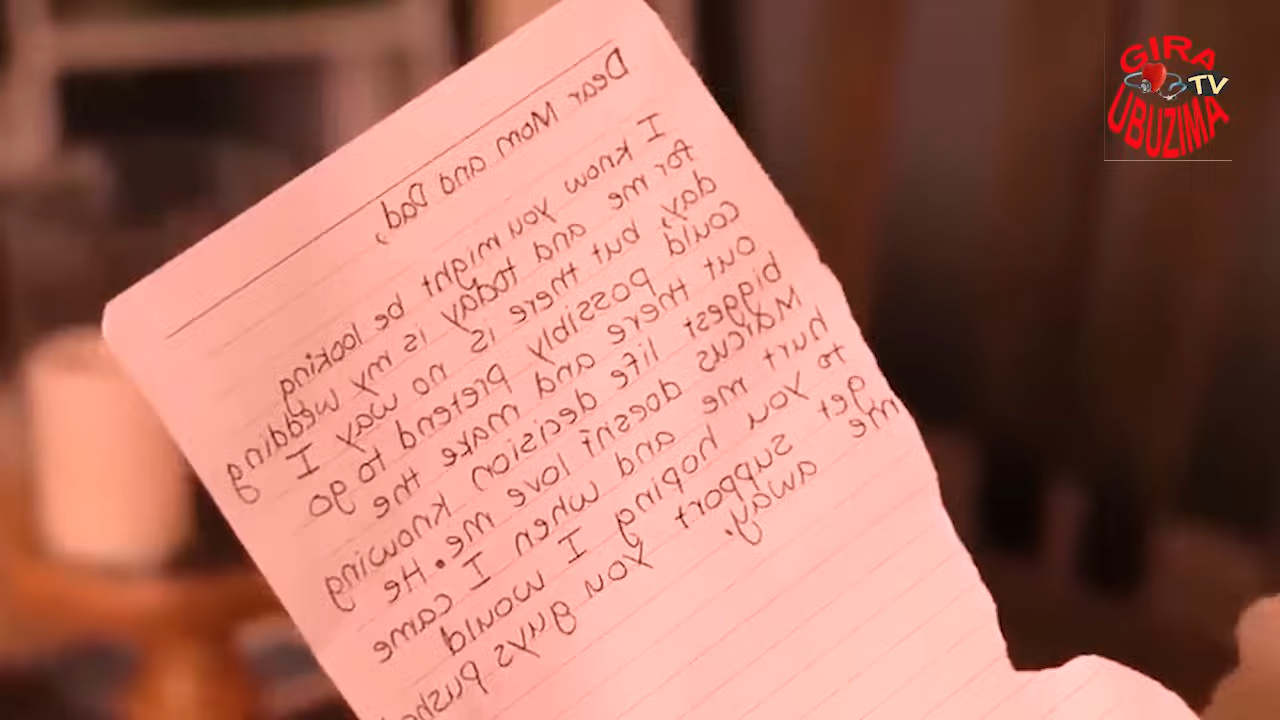 Dear Mom and Dad,
I know you might be looking
for me and today is my wedding
day, but there is no way I
could possibly pretend to go
out there and make the
biggest life decision knowing
Marcus doesnt love me. He
hurt me and when I came
to you hoping I would
get support you guys pushed
me away.
GIRA
TV
UBUZIMA